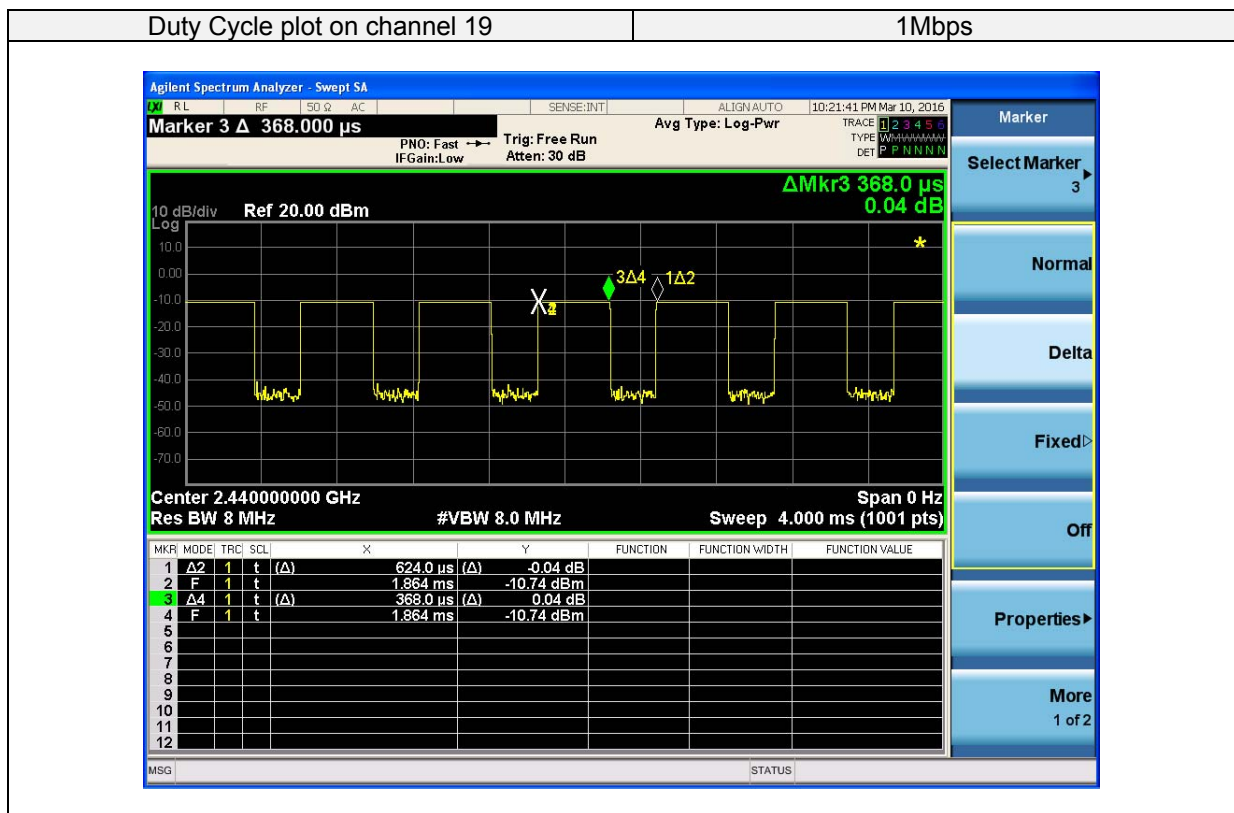 Duty Cycle plot on channel 19 1Mbps
Agilent Spectrum Analyzer - Swept SA
LXI RL RF 50 Ω AC SENSE:INT ALIGN AUTO 10:21:41 PM Mar 10, 2016
Marker 3 Δ 368.000 µs
PNO: Fast
IFGain:Low
Trig: Free Run
Atten: 30 dB
Avg Type: Log-Pwr
TRACE 1 2 3 4 5 6
TYPE WMWWWWW
DET P P N N N N
ΔMkr3 368.0 µs
0.04 dB
10 dB/div Ref 20.00 dBm
Log
10.0
0.00
-10.0
-20.0
-30.0
-40.0
-50.0
-60.0
-70.0
3Δ4 1Δ2
X
*
Center 2.440000000 GHz Span 0 Hz
Res BW 8 MHz #VBW 8.0 MHz Sweep 4.000 ms (1001 pts)
MKR MODE TRC SCL X Y FUNCTION FUNCTION WIDTH FUNCTION VALUE
1 Δ2 1 t (Δ) 624.0 µs (Δ) -0.04 dB
2 F 1 t 1.864 ms -10.74 dBm
3 Δ4 1 t (Δ) 368.0 µs (Δ) 0.04 dB
4 F 1 t 1.864 ms -10.74 dBm
5
6
7
8
9
10
11
12
MSG STATUS
Marker
Select Marker
3
Normal
Delta
Fixed
Off
Properties
More
1 of 2